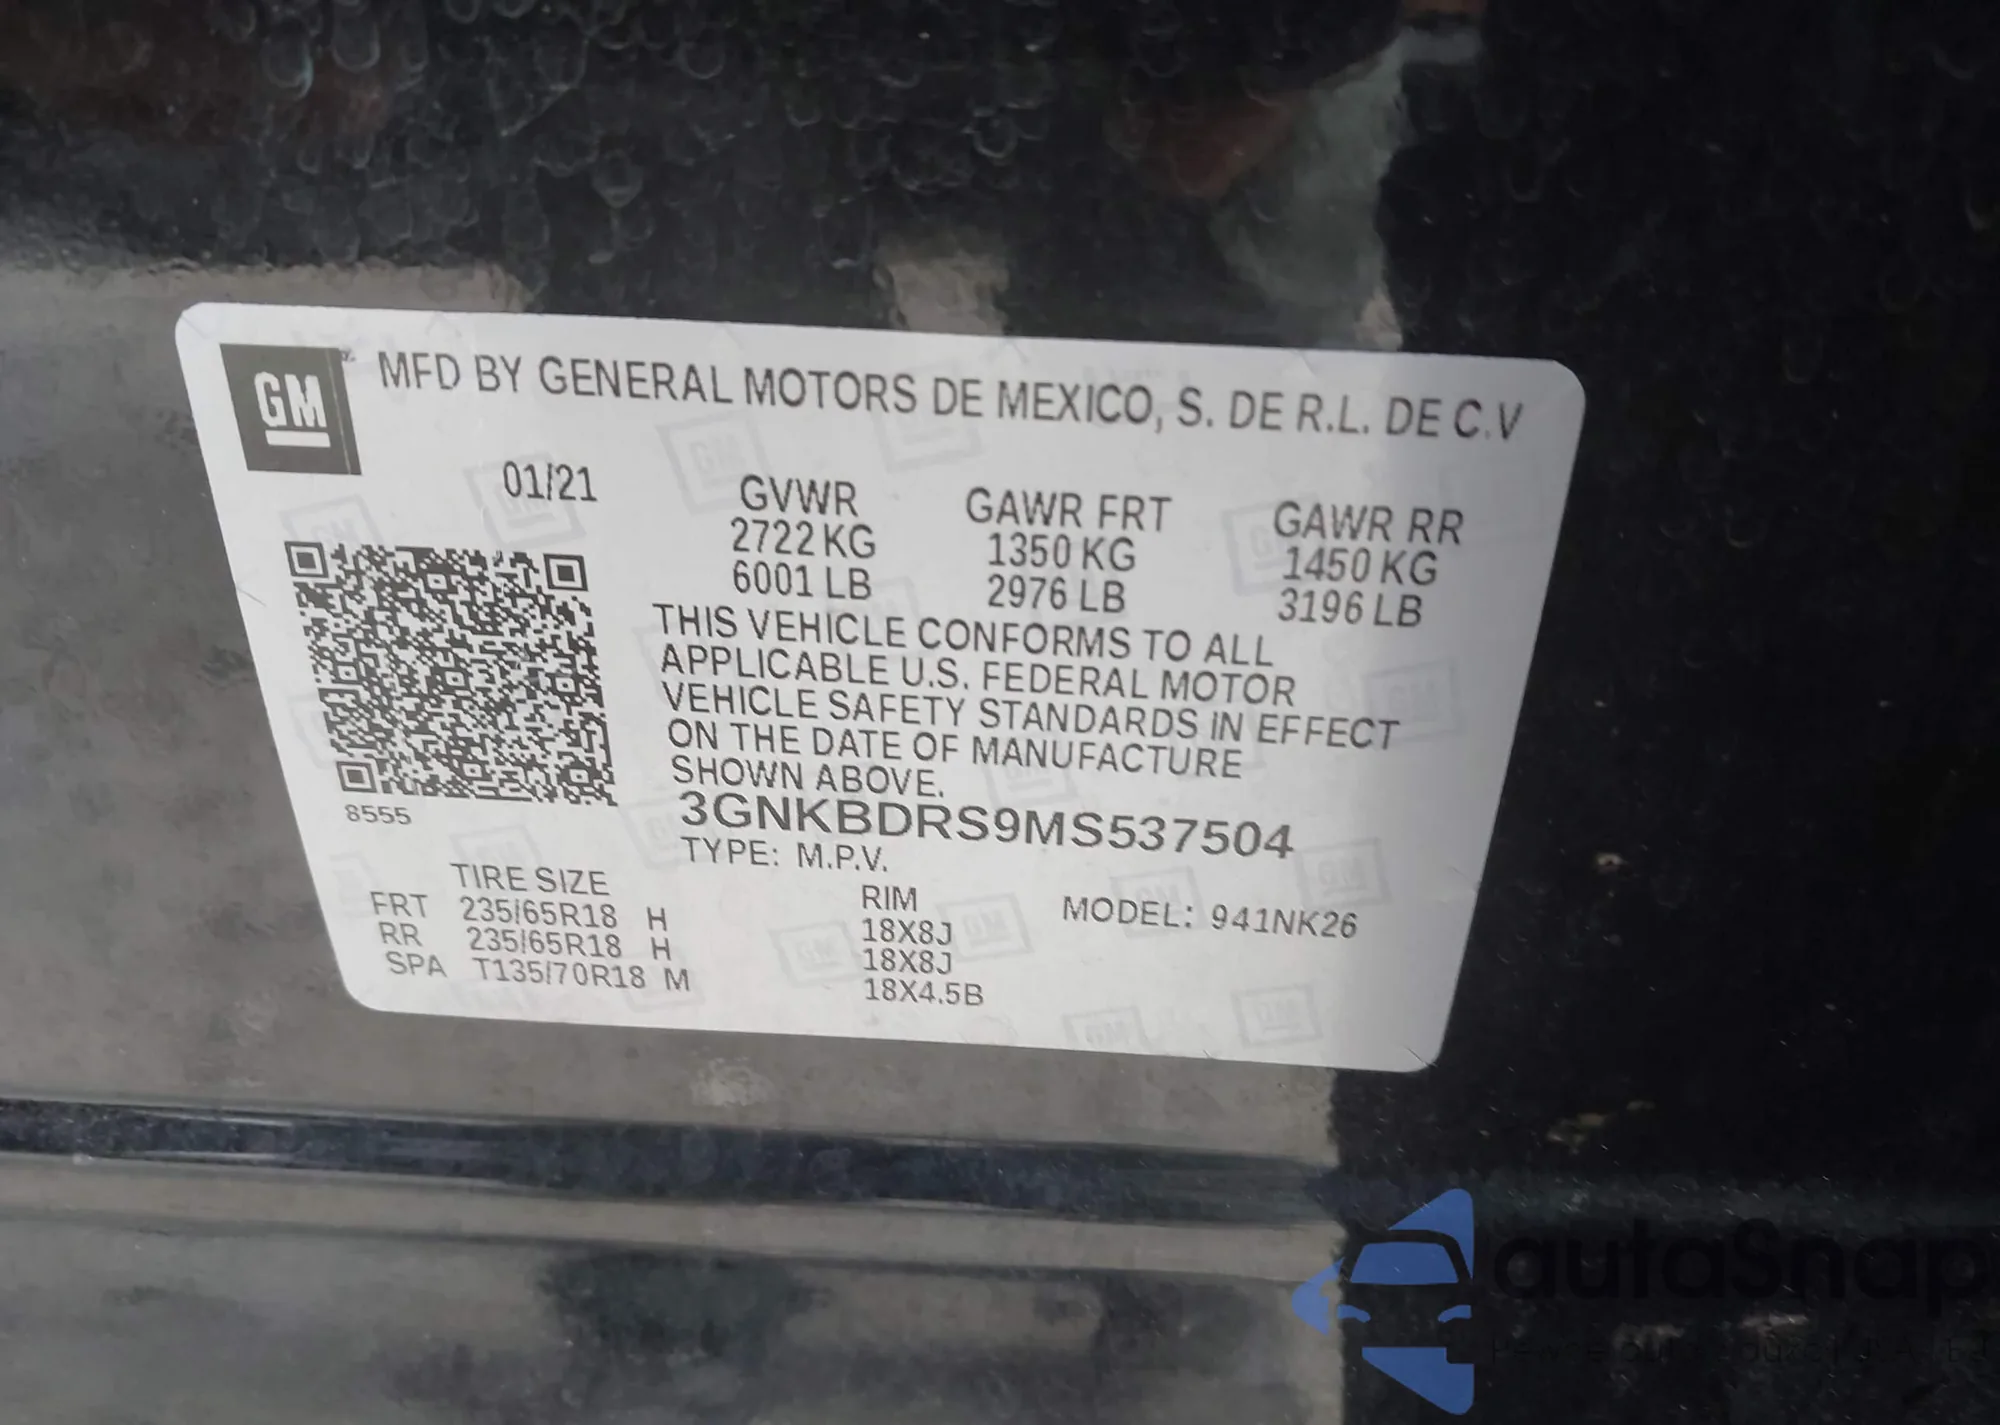 GM
MFD BY GENERAL MOTORS DE MEXICO, S. DE R.L. DE C.V
01/21
GVWR GAWR FRT GAWR RR
2722 KG 1350 KG 1450 KG
6001 LB 2976 LB 3196 LB
THIS VEHICLE CONFORMS TO ALL
APPLICABLE U.S. FEDERAL MOTOR
VEHICLE SAFETY STANDARDS IN EFFECT
ON THE DATE OF MANUFACTURE
SHOWN ABOVE.
8555
3GNKBDRS9MS537504
TYPE: M.P.V.
TIRE SIZE RIM MODEL: 941NK26
FRT 235/65R18 H 18X8J
RR 235/65R18 H 18X8J
SPA T135/70R18 M 18X4.5B
autaSnap